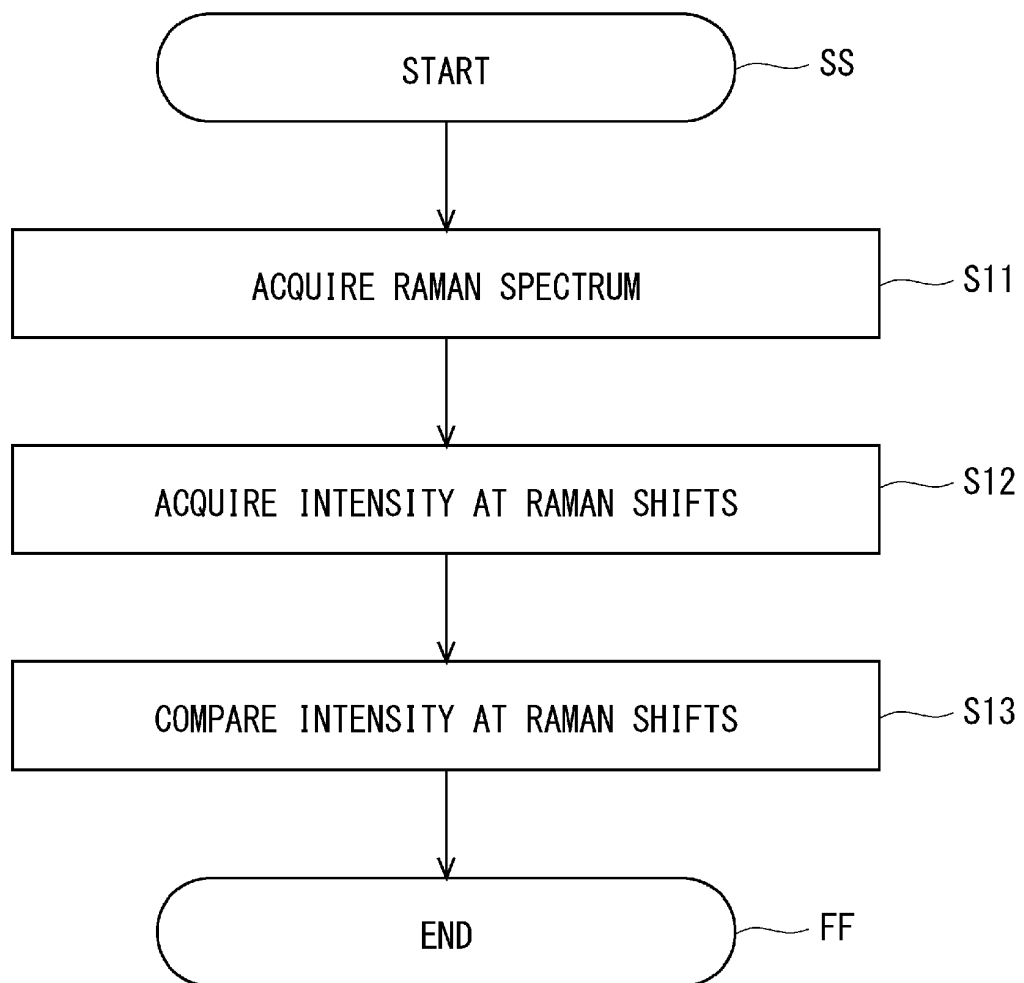 START
SS
ACQUIRE RAMAN SPECTRUM
S11
ACQUIRE INTENSITY AT RAMAN SHIFTS
S12
COMPARE INTENSITY AT RAMAN SHIFTS
S13
END
FF